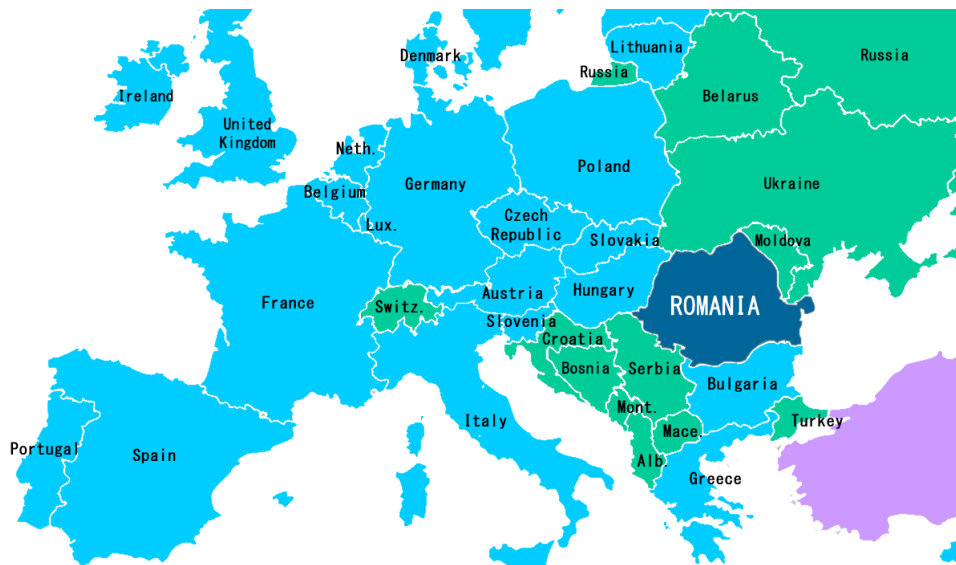 Denmark
Lithuania
Russia
Russia
Ireland
Belarus
United
Kingdom
Neth.
Poland
Germany
Belgium
Ukraine
Czech
Republic
Lux.
Slovakia
Moldova
France
Switz.
Austria
Hungary
ROMANIA
Slovenia
Croatia
Bosnia
Serbia
Bulgaria
Mont.
Italy
Turkey
Mace.
Portugal
Spain
Alb.
Greece